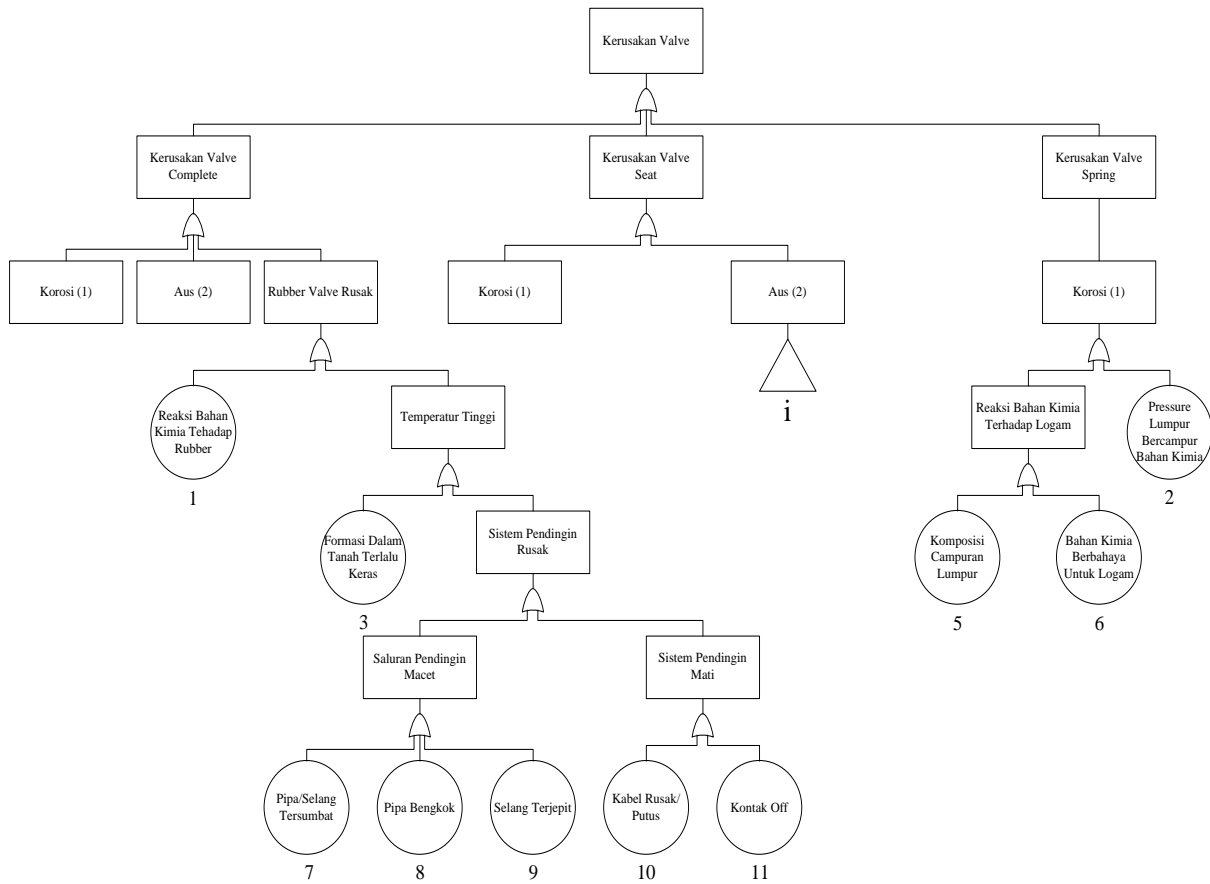 Kerusakan Valve
Kerusakan Valve
Complete
Kerusakan Valve
Seat
Kerusakan Valve
Spring
Korosi (1)
Aus (2)
Rubber Valve Rusak
Korosi (1)
Aus (2)
Korosi (1)
i
Reaksi Bahan
Kimia Tehadap
Rubber
1
Temperatur Tinggi
Reaksi Bahan Kimia
Terhadap Logam
Pressure
Lumpur
Bercampur
Bahan Kimia
2
Formasi Dalam
Tanah Terlalu
Keras
3
Sistem Pendingin
Rusak
Komposisi
Campuran
Lumpur
5
Bahan Kimia
Berbahaya
Untuk Logam
6
Saluran Pendingin
Macet
Sistem Pendingin
Mati
Pipa/Selang
Tersumbat
7
Pipa Bengkok
8
Selang Terjepit
9
Kabel Rusak/
Putus
10
Kontak Off
11